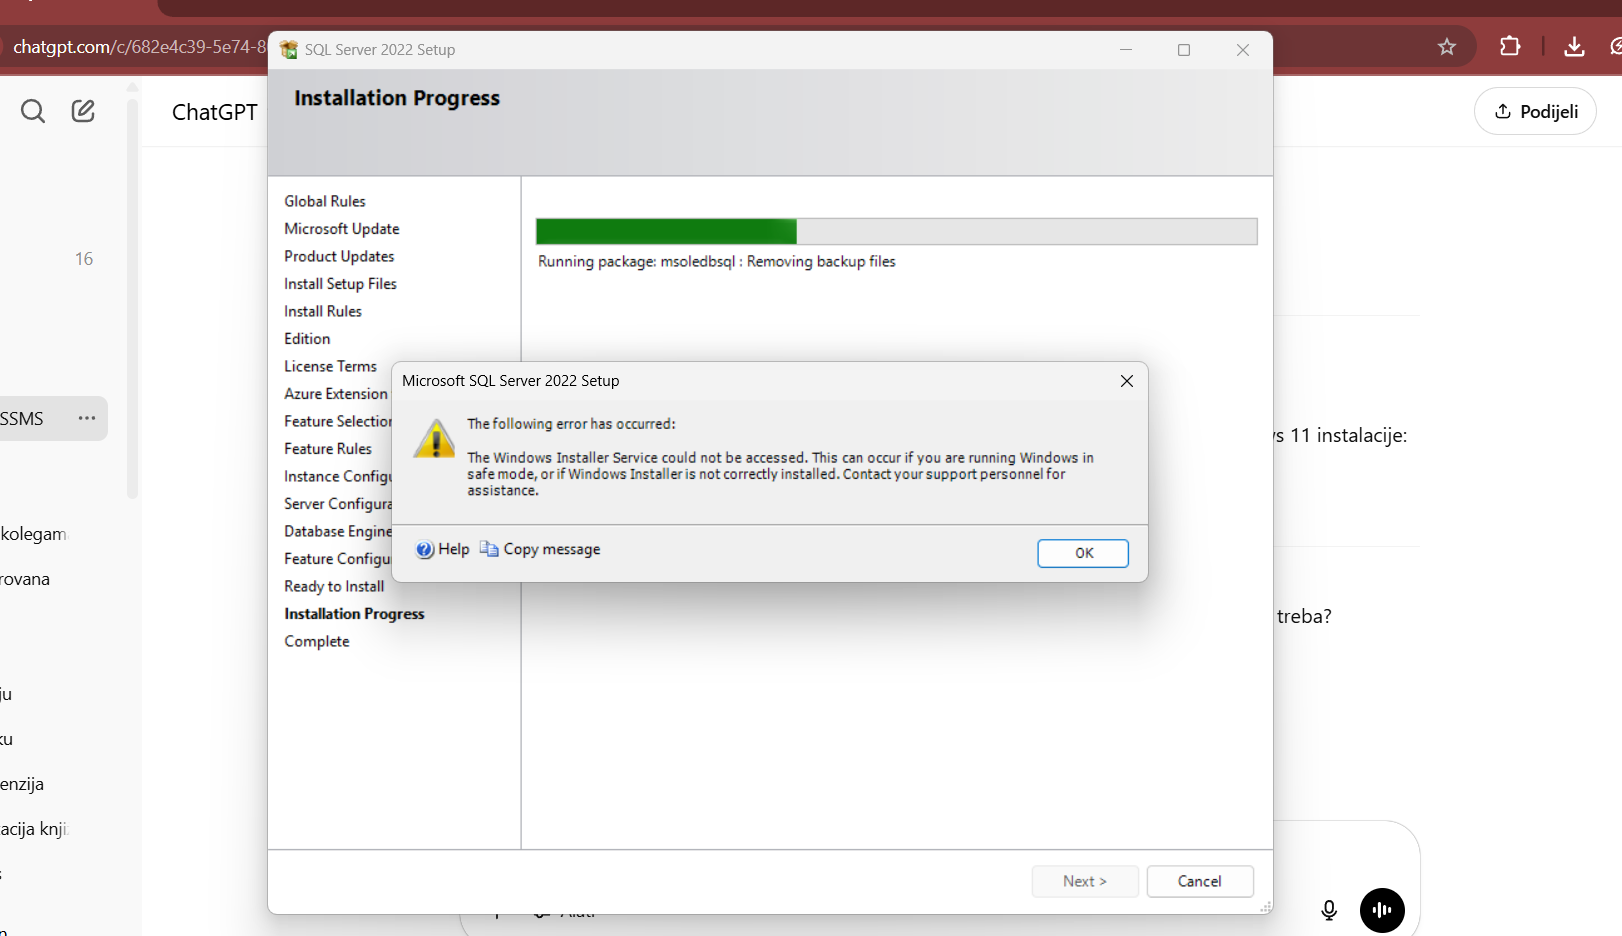 chatgpt.com/c/682e4c39-5e74-8
SQL Server 2022 Setup
Installation Progress
ChatGPT
Podijeli
16
SSMS
kolegam
rovana
ju
ku
enzija
acija knji
Global Rules
Microsoft Update
Product Updates
Install Setup Files
Install Rules
Edition
License Terms
Azure Extension
Feature Selection
Feature Rules
Instance Configu
Server Configura
Database Engine
Feature Configu
Ready to Install
Installation Progress
Complete
Running package: msoledbsql : Removing backup files
Microsoft SQL Server 2022 Setup
The following error has occurred:
The Windows Installer Service could not be accessed. This can occur if you are running Windows in
safe mode, or if Windows Installer is not correctly installed. Contact your support personnel for
assistance.
Help
Copy message
OK
Next >
Cancel
s 11 instalacije:
treba?